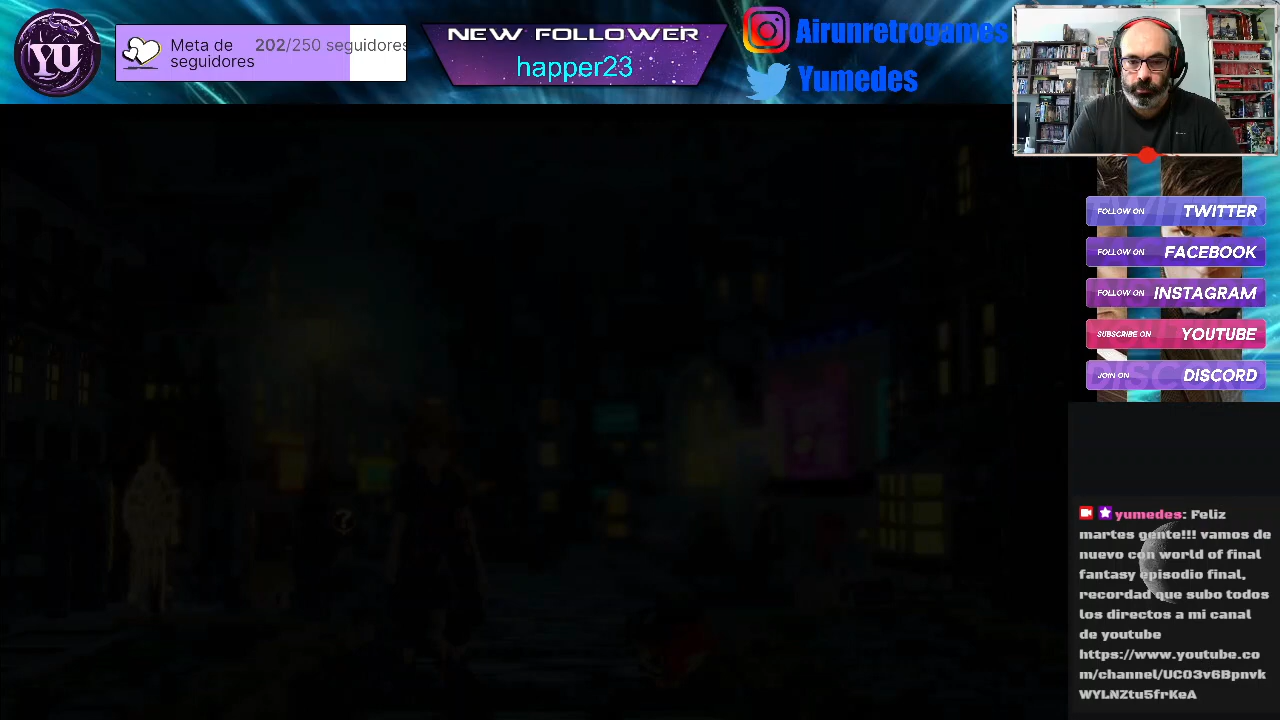 YU
Meta de seguidores
202/250 seguidores
NEW FOLLOWER
happer23
Airunretrogames
Yumedes
FOLLOW ON TWITTER
FOLLOW ON FACEBOOK
FOLLOW ON INSTAGRAM
SUBSCRIBE ON YOUTUBE
JOIN ON DISCORD
yumedes: Feliz
martes gente!!! vamos de
nuevo con world of final
fantasy episodio final,
recordad que subo todos
los directos a mi canal
de youtube
https://www.youtube.co
m/channel/UC03v6Bpnvk
WYLNZtu5frKeA